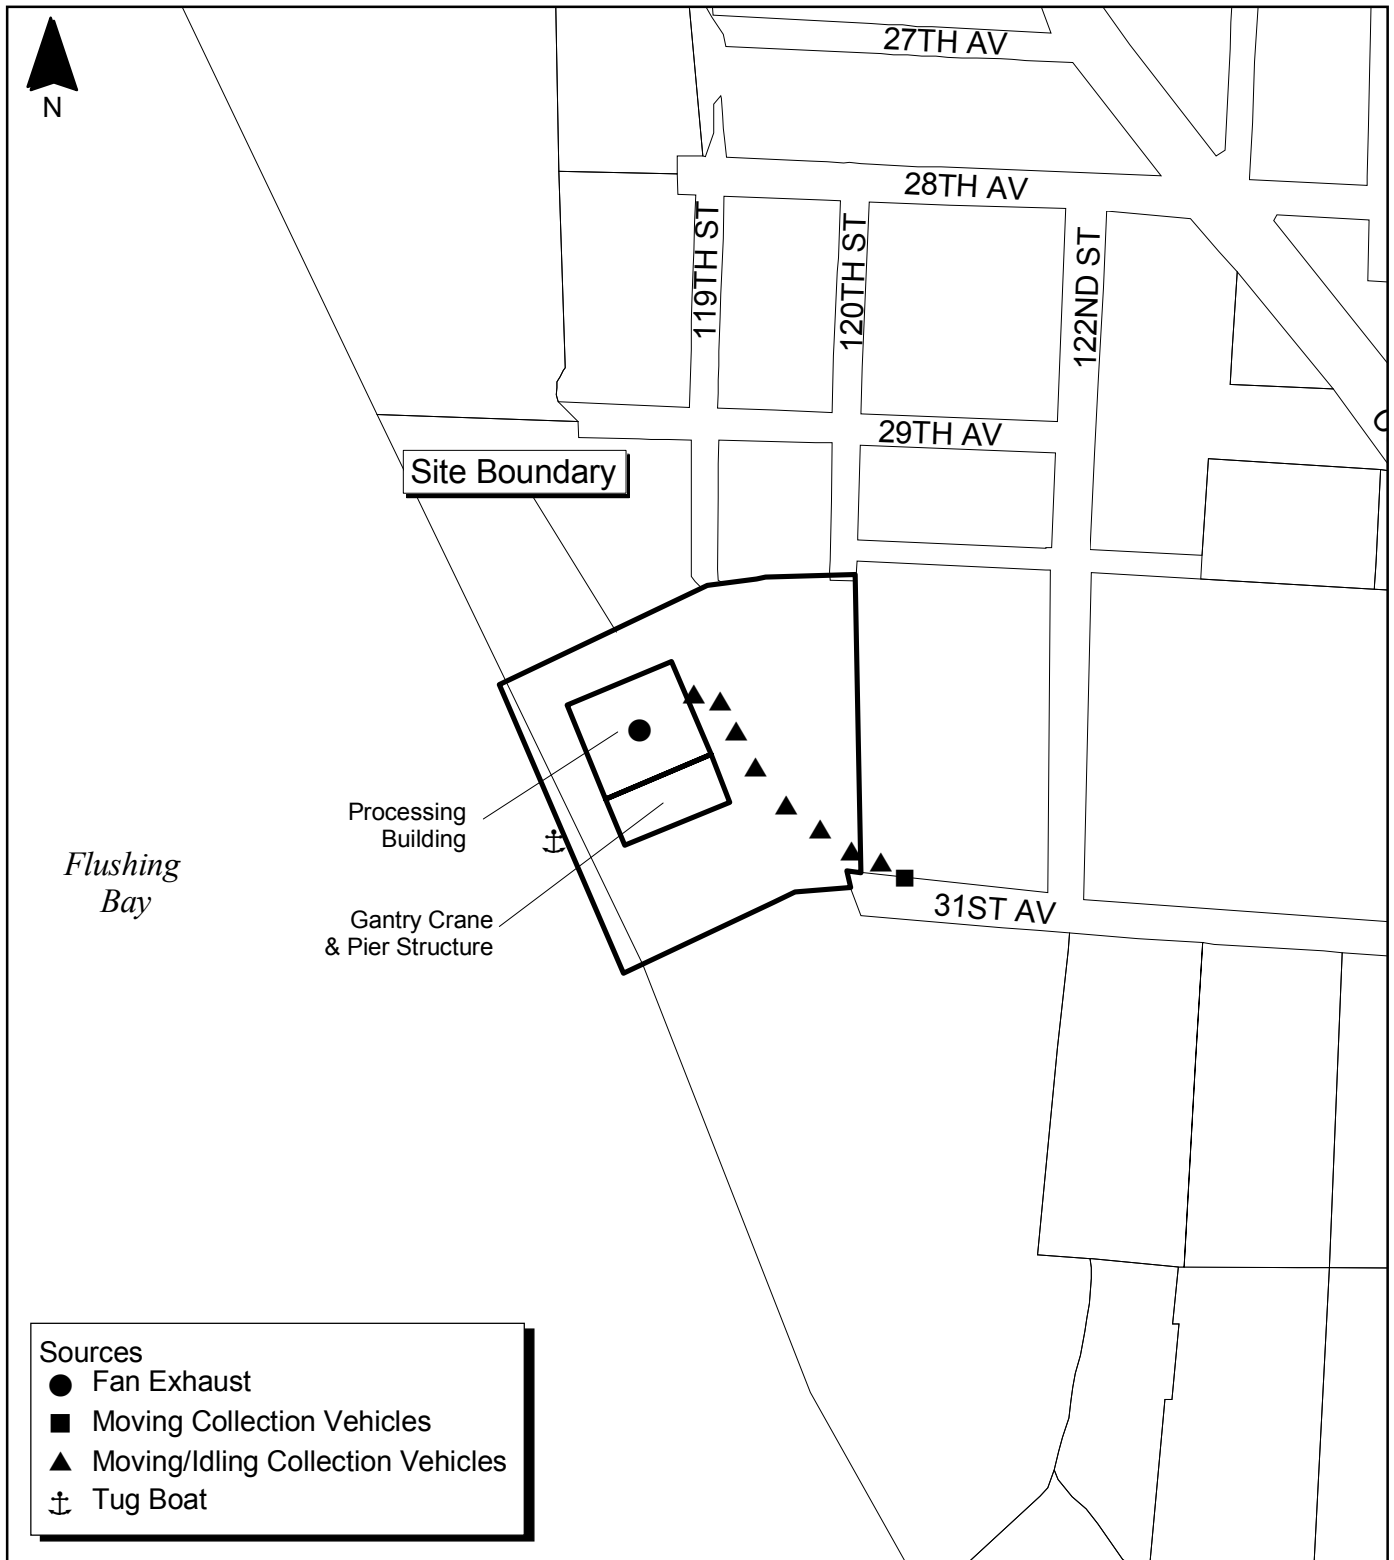 N
27TH AV
28TH AV
119TH ST
120TH ST
122ND ST
29TH AV
Site Boundary
Processing
Building
Flushing
Bay
Gantry Crane
& Pier Structure
31ST AV
Sources
Fan Exhaust
Moving Collection Vehicles
Moving/Idling Collection Vehicles
Tug Boat